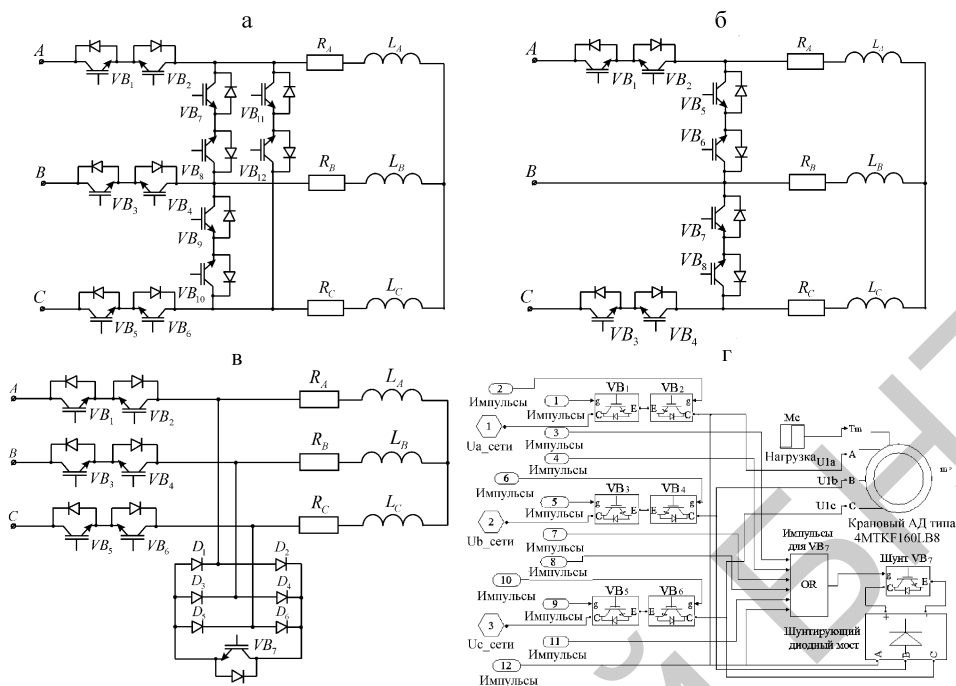 а
A
VB1
VB2
RA
LA
VB7
VB11
VB8
VB12
B
VB3
VB4
RB
LB
VB9
VB10
C
VB5
VB6
RC
LC
б
A
VB1
VB2
RA
VB5
VB6
B
RB
LB
VB7
VB8
C
VB3
VB4
RC
LC
в
A
VB1
VB2
RA
LA
B
VB3
VB4
RB
LB
C
VB5
VB6
RC
LC
D1
D2
D3
D4
D5
D6
VB7
г
2
Импульсы
VB1
VB2
1
Импульсы
g
C
E
E
g
C
1
Ua_сети
3
Импульсы
4
Импульсы
Mc
Нагрузка
Tm
U1a
A
U1b
B
U1c
C
Крановый АД типа
4MTKF160LB8
6
Импульсы
VB3
VB4
5
Импульсы
g
C
E
E
g
C
2
Ub_сети
7
Импульсы
8
Импульсы
Импульсы
для VB7
OR
Шунт VB7
g
C
E
10
Импульсы
VB5
VB6
9
Импульсы
g
C
E
E
g
C
3
Uc_сети
11
Импульсы
12
Импульсы
Шунтирующий
диодный мост
+
-
A
B
C
БН